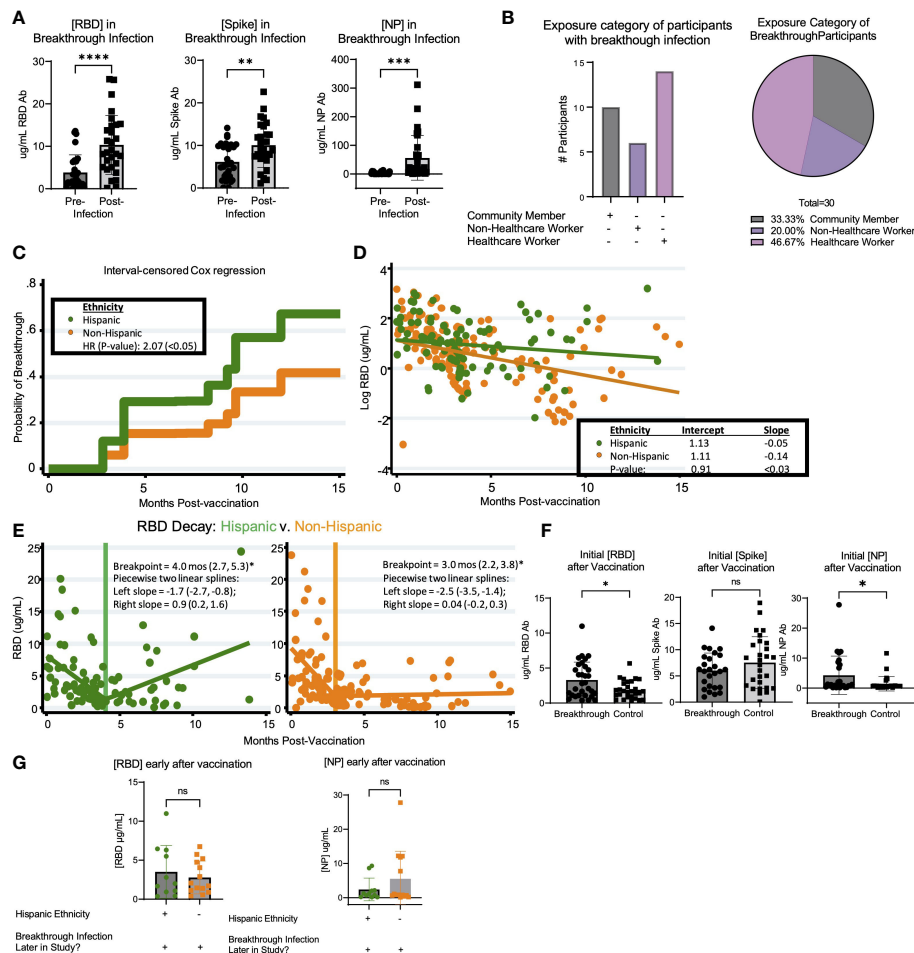 A
[RBD] in
Breakthrough Infection
****
ug/mL RBD Ab
30
20
10
0
Pre- Post-
Infection
[Spike] in
Breakthrough Infection
**
ug/mL Spike Ab
30
20
10
0
Pre- Post-
Infection
[NP] in
Breakthrough Infection
***
ug/mL NP Ab
400
300
200
100
0
Pre- Post-
Infection
B
Exposure category of participants
with breakthough infection
# Participants
15
10
5
0
Community Member +
Non-Healthcare Worker +
Healthcare Worker +
Exposure Category of
BreakthroughParticipants
Total=30
33.33% Community Member
20.00% Non-Healthcare Worker
46.67% Healthcare Worker
C
Interval-censored Cox regression
Probability of Breakthrough
.8
.6
.4
.2
0
Ethnicity
Hispanic
Non-Hispanic
HR (P-value): 2.07 (<0.05)
0 5 10 15
Months Post-vaccination
D
Log RBD (ug/mL)
4
2
0
-2
-4
Ethnicity Intercept Slope
Hispanic 1.13 -0.05
Non-Hispanic 1.11 -0.14
P-value: 0.91 <0.03
0 5 10 15
Months Post-vaccination
E
RBD Decay: Hispanic v. Non-Hispanic
RBD (ug/mL)
25
20
15
10
5
0
Breakpoint = 4.0 mos (2.7, 5.3)*
Piecewise two linear splines:
Left slope = -1.7 (-2.7, -0.8);
Right slope = 0.9 (0.2, 1.6)
0 5 10 15
25
20
15
10
5
0
Breakpoint = 3.0 mos (2.2, 3.8)*
Piecewise two linear splines:
Left slope = -2.5 (-3.5, -1.4);
Right slope = 0.04 (-0.2, 0.3)
0 5 10 15
Months Post-Vaccination
F
Initial [RBD]
after Vaccination
*
ug/mL RBD Ab
15
10
5
0
Breakthrough Control
Initial [Spike]
after Vaccination
ns
ug/mL Spike Ab
20
15
10
5
0
Breakthrough Control
Initial [NP]
after Vaccination
*
ug/mL NP Ab
30
20
10
0
Breakthrough Control
G
[RBD] early after vaccination
ns
[RBD µg/mL]
15
10
5
0
Hispanic Ethnicity + -
Breakthrough Infection
Later in Study? + +
[NP] early after vaccination
ns
[NP] ug/mL
30
20
10
0
Hispanic Ethnicity + -
Breakthrough Infection
Later in Study? + +